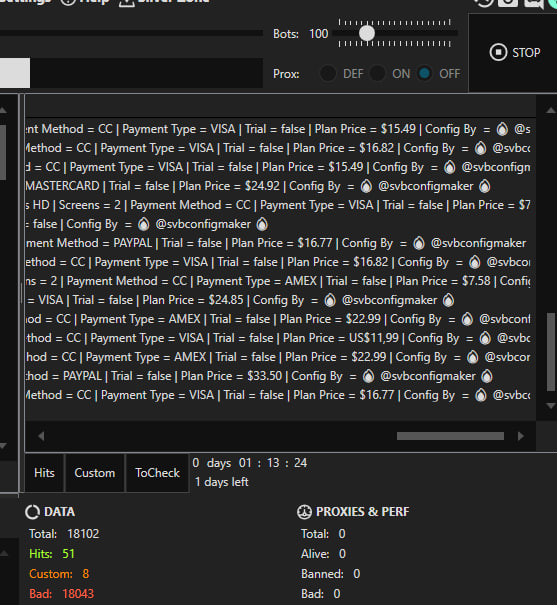 Settings Help Silver Zone
Bots: 100
STOP
Prox: DEF ON OFF
ent Method = CC | Payment Type = VISA | Trial = false | Plan Price = $15.49 | Config By = @svbconf
Method = CC | Payment Type = VISA | Trial = false | Plan Price = $16.82 | Config By = @svbcc
d = CC | Payment Type = VISA | Trial = false | Plan Price = $15.49 | Config By = @svbconfigm
MASTERCARD | Trial = false | Plan Price = $24.92 | Config By = @svbconfigmaker
s HD | Screens = 2 | Payment Method = CC | Payment Type = VISA | Trial = false | Plan Price = $7
= false | Config By = @svbconfigmaker
yment Method = PAYPAL | Trial = false | Plan Price = $16.77 | Config By = @svbconfigmaker
ethod = CC | Payment Type = VISA | Trial = false | Plan Price = $16.82 | Config By = @svbco
ns = 2 | Payment Method = CC | Payment Type = AMEX | Trial = false | Plan Price = $7.58 | Config
= VISA | Trial = false | Plan Price = $24.85 | Config By = @svbconfigmaker
od = CC | Payment Type = AMEX | Trial = false | Plan Price = $22.99 | Config By = @svbconf
thod = CC | Payment Type = VISA | Trial = false | Plan Price = US$11,99 | Config By = @svbc
hod = CC | Payment Type = AMEX | Trial = false | Plan Price = $22.99 | Config By = @svbcon
thod = PAYPAL | Trial = false | Plan Price = $33.50 | Config By = @svbconfigmaker
Method = CC | Payment Type = VISA | Trial = false | Plan Price = $16.77 | Config By = @svbcc
Hits Custom ToCheck 0 days 01 : 13 : 24
1 days left
DATA PROXIES & PERF
Total: 18102 Total: 0
Hits: 51 Alive: 0
Custom: 8 Banned: 0
Bad: 18043 Bad: 0